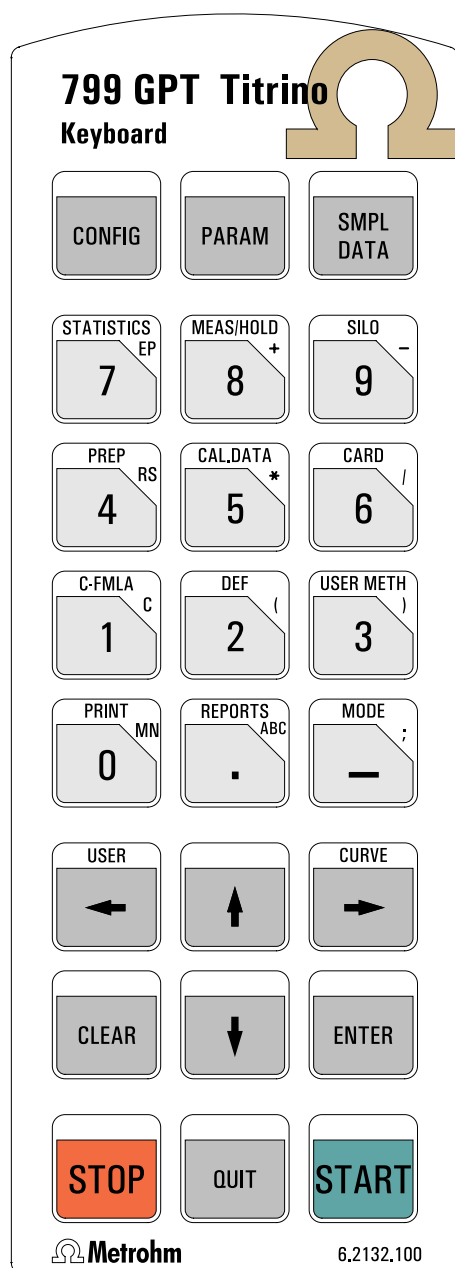 799 GPT Titrino
Keyboard
CONFIG
PARAM
SMPL
DATA
STATISTICS
EP
7
MEAS/HOLD
+
8
SILO
−
9
PREP
RS
4
CAL.DATA
*
5
CARD
/
6
C-FMLA
C
1
DEF
(
2
USER METH
)
3
PRINT
MN
0
REPORTS
ABC
.
MODE
;
–
USER
←
↑
CURVE
→
CLEAR
↓
ENTER
STOP
QUIT
START
Metrohm
6.2132.100